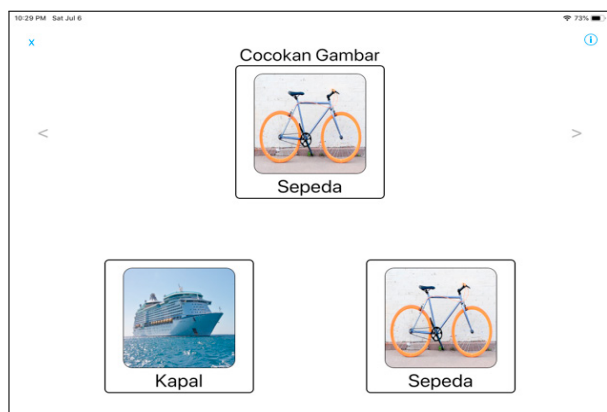 10:29 PM Sat Jul 6
73%
X
i
Cocokan Gambar
<
>
Sepeda
Kapal
Sepeda